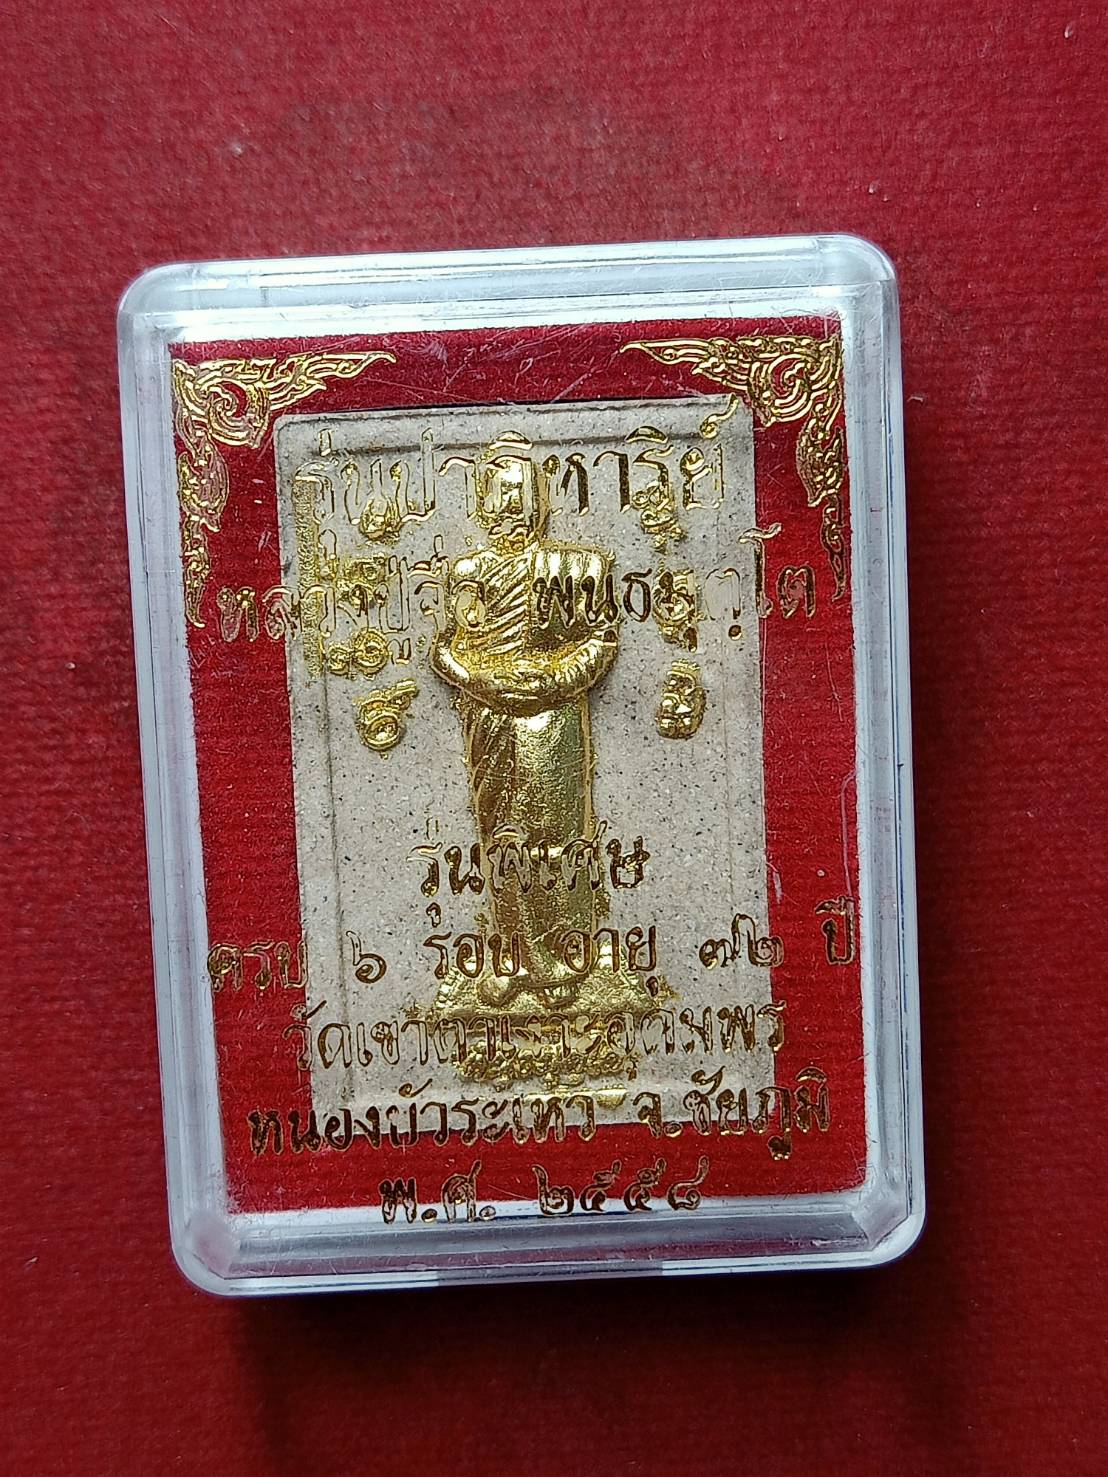 รุ่นปาฏิหาริย์
หลวงปู่จื่อ พนฺธมุตฺโต
รุ่นพิเศษ
ครบ ๖ รอบ อายุ ๗๒ ปี
วัดเขาตาเงาะอุดมพร
หนองบัวระเหว จ.ชัยภูมิ
พ.ศ. ๒๕๕๘